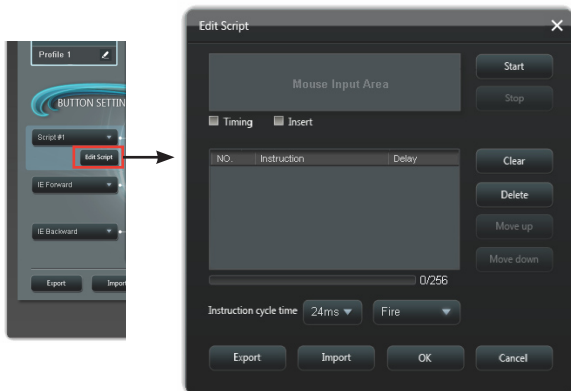 Profile 1
BUTTON SETTIN
Script #1
Edit Script
IE Forward
IE Backward
Export
Import
Edit Script
Mouse Input Area
Start
Stop
Timing
Insert
NO. Instruction Delay
Clear
Delete
Move up
Move down
0/256
Instruction cycle time 24ms Fire
Export Import OK Cancel